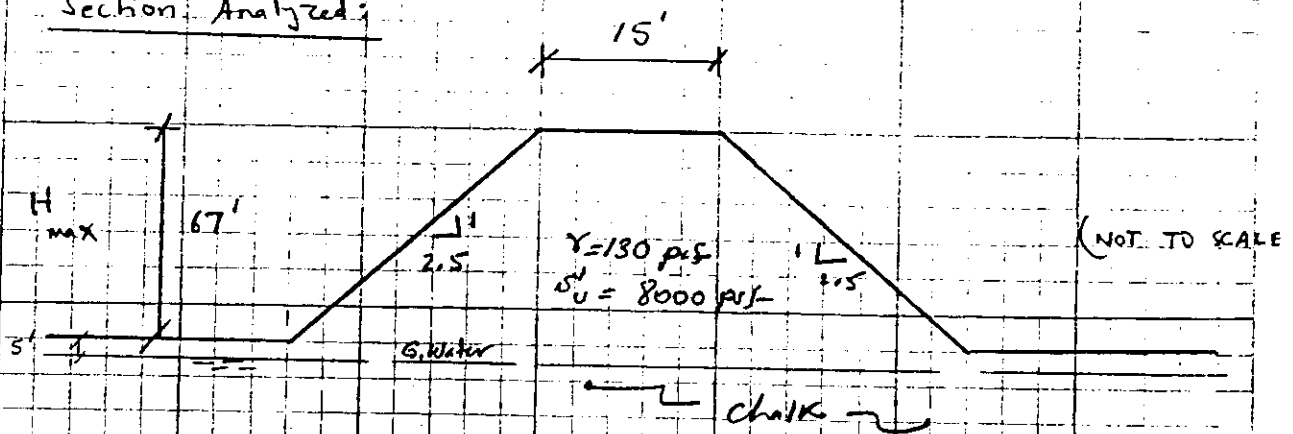 Section Analyzed:
15'
H max
67'
1
2.5
γ=130 pcf
Su = 8000 psf
1
2.5
(NOT TO SCALE
5'
G. Water
Chalk